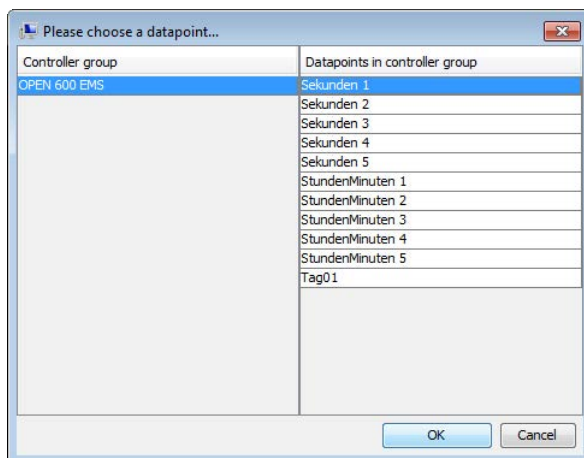 Please choose a datapoint...
Controller group
Datapoints in controller group
OPEN 600 EMS
Sekunden 1
Sekunden 2
Sekunden 3
Sekunden 4
Sekunden 5
StundenMinuten 1
StundenMinuten 2
StundenMinuten 3
StundenMinuten 4
StundenMinuten 5
Tag01
OK
Cancel